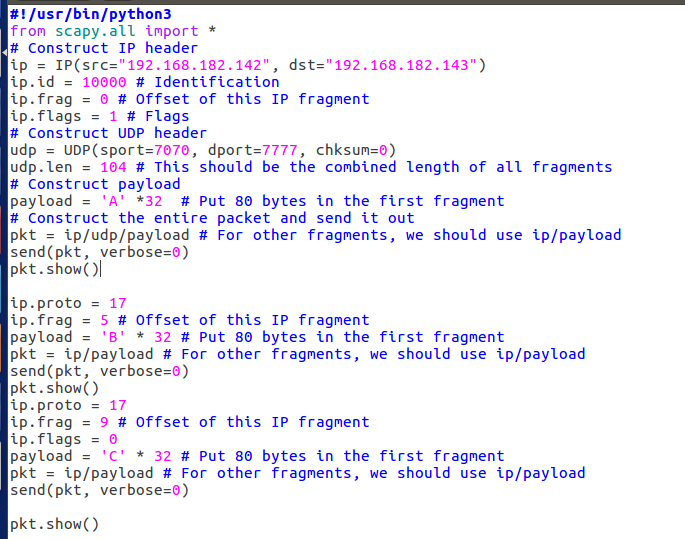 #!/usr/bin/python3
from scapy.all import *
# Construct IP header
ip = IP(src="192.168.182.142", dst="192.168.182.143")
ip.id = 10000 # Identification
ip.frag = 0 # Offset of this IP fragment
ip.flags = 1 # Flags
# Construct UDP header
udp = UDP(sport=7070, dport=7777, chksum=0)
udp.len = 104 # This should be the combined length of all fragments
# Construct payload
payload = 'A' *32  # Put 80 bytes in the first fragment
# Construct the entire packet and send it out
pkt = ip/udp/payload # For other fragments, we should use ip/payload
send(pkt, verbose=0)
pkt.show()

ip.proto = 17
ip.frag = 5 # Offset of this IP fragment
payload = 'B' * 32 # Put 80 bytes in the first fragment
pkt = ip/payload # For other fragments, we should use ip/payload
send(pkt, verbose=0)
pkt.show()
ip.proto = 17
ip.frag = 9 # Offset of this IP fragment
ip.flags = 0
payload = 'C' * 32 # Put 80 bytes in the first fragment
pkt = ip/payload # For other fragments, we should use ip/payload
send(pkt, verbose=0)

pkt.show()